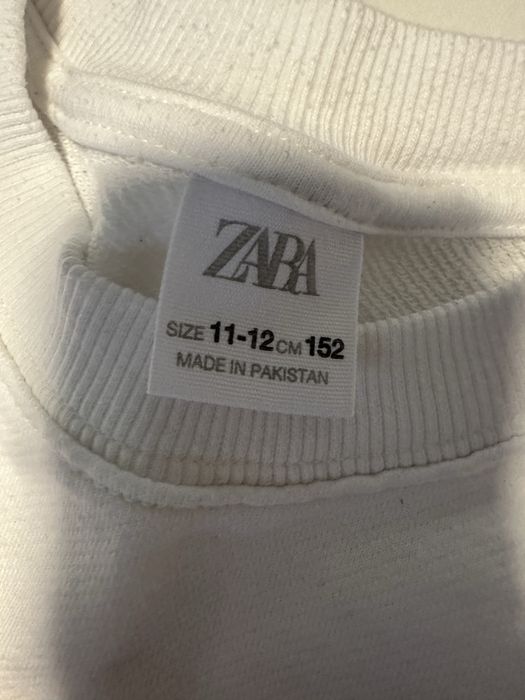 ZARA
SIZE 11-12 CM 152
MADE IN PAKISTAN